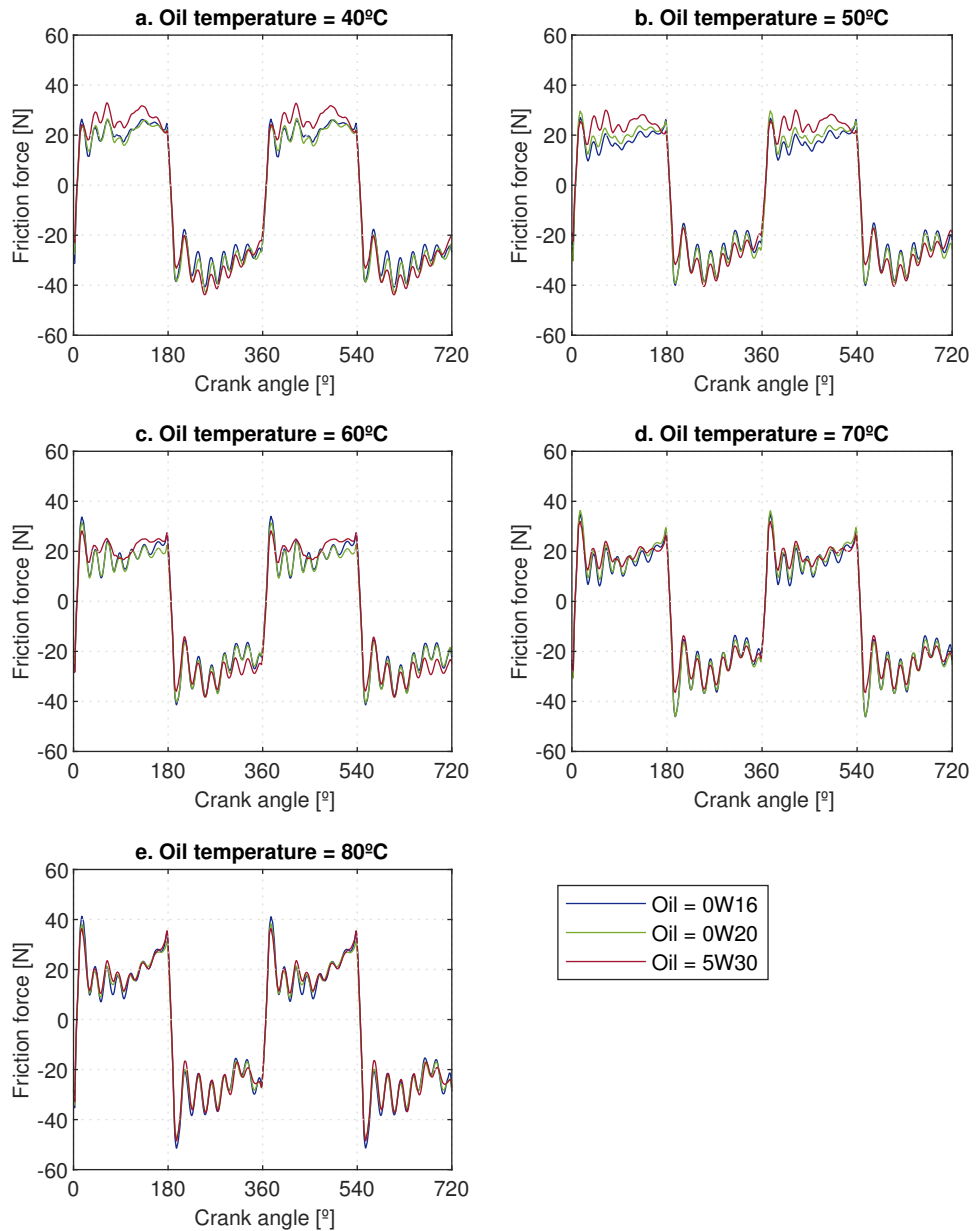 a. Oil temperature = 40ºC
60
40
20
0
-20
-40
-60
Friction force [N]
0 180 360 540 720
Crank angle [º]
b. Oil temperature = 50ºC
60
40
20
0
-20
-40
-60
Friction force [N]
0 180 360 540 720
Crank angle [º]
c. Oil temperature = 60ºC
60
40
20
0
-20
-40
-60
Friction force [N]
0 180 360 540 720
Crank angle [º]
d. Oil temperature = 70ºC
60
40
20
0
-20
-40
-60
Friction force [N]
0 180 360 540 720
Crank angle [º]
e. Oil temperature = 80ºC
60
40
20
0
-20
-40
-60
Friction force [N]
0 180 360 540 720
Crank angle [º]
Oil = 0W16
Oil = 0W20
Oil = 5W30